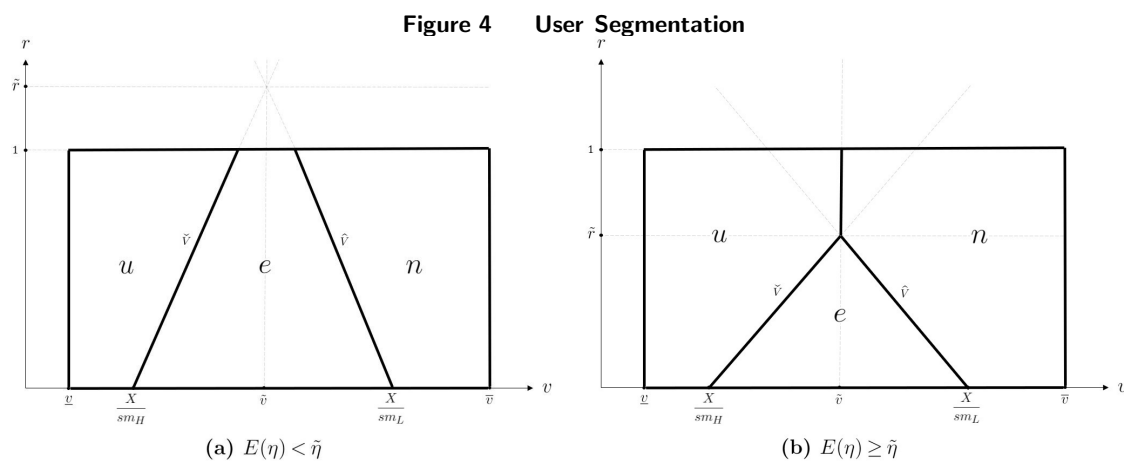 Figure 4 User Segmentation
r
r̃
1
V̌
V̂
u
e
n
v
v̲
X
sm_H
ṽ
X
sm_L
v̅
(a) E(η) < η̃
r
1
r̃
u
n
V̌
V̂
e
v
v̲
X
sm_H
ṽ
X
sm_L
v̅
(b) E(η) ≥ η̃